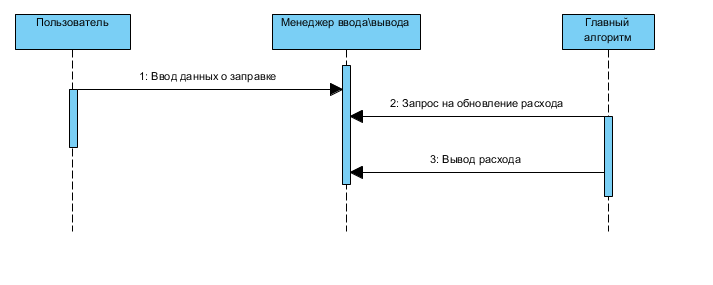 Пользователь
Менеджер ввода\вывода
Главный
алгоритм
1: Ввод данных о заправке
2: Запрос на обновление расхода
3: Вывод расхода